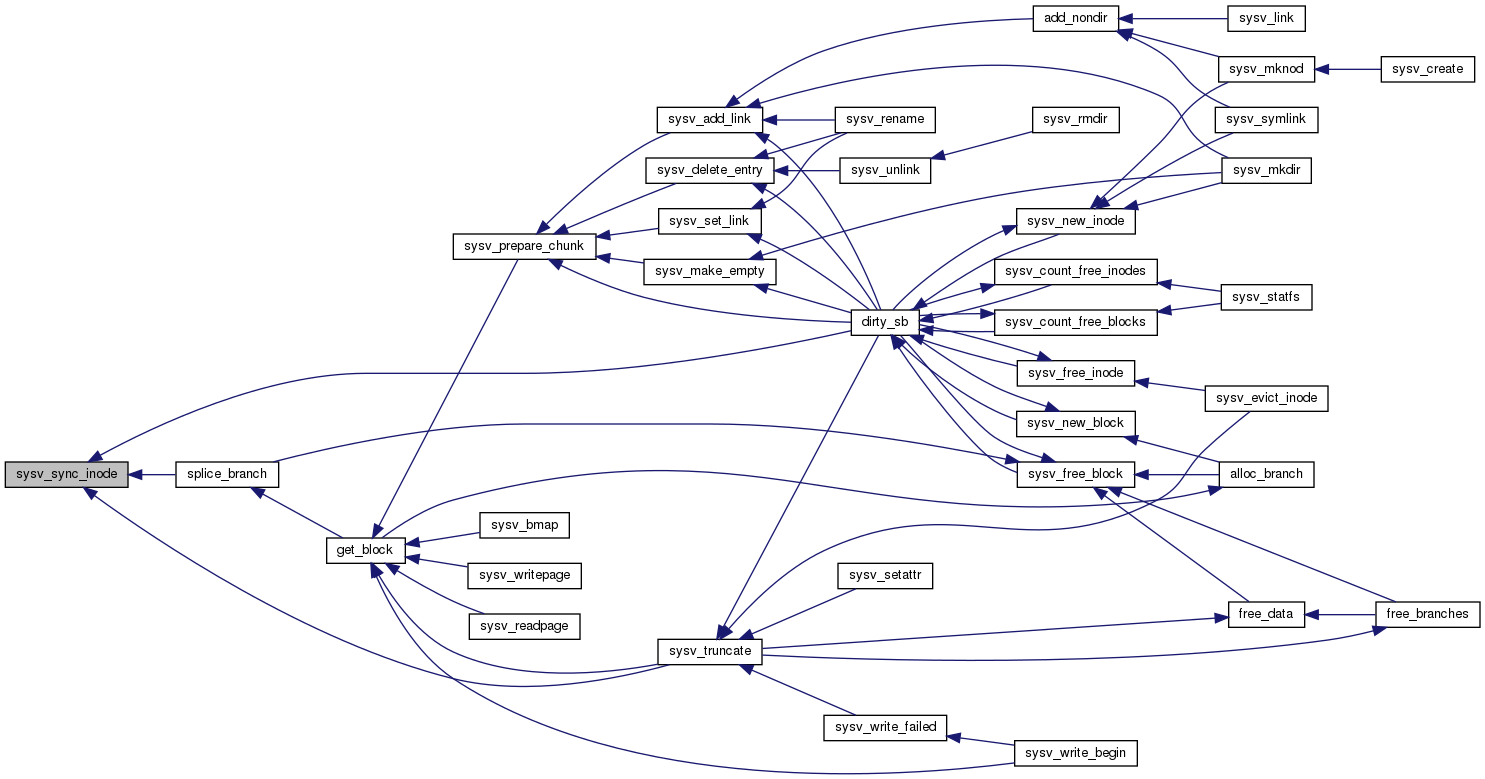 add_nondir
sysv_link
sysv_mknod
sysv_create
sysv_add_link
sysv_rename
sysv_rmdir
sysv_symlink
sysv_delete_entry
sysv_unlink
sysv_mkdir
sysv_set_link
sysv_new_inode
sysv_prepare_chunk
sysv_make_empty
sysv_count_free_inodes
sysv_statfs
dirty_sb
sysv_count_free_blocks
sysv_free_inode
sysv_evict_inode
sysv_new_block
sysv_sync_inode
splice_branch
sysv_free_block
alloc_branch
sysv_bmap
get_block
sysv_writepage
sysv_setattr
sysv_readpage
free_data
free_branches
sysv_truncate
sysv_write_failed
sysv_write_begin